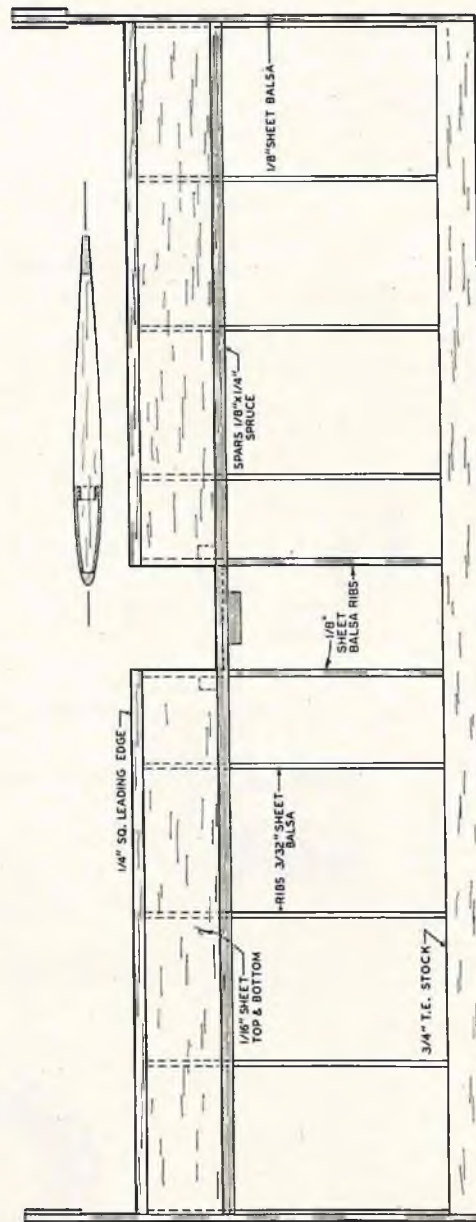 1/4" SQ. LEADING EDGE
1/16" SHEET
TOP & BOTTOM
RIBS 3/32" SHEET
BALSA
3/4" T.E. STOCK
1/8"
SHEET
BALSA RIBS
SPARS 1/8" X 1/4"
SPRUCE
1/8" SHEET BALSA